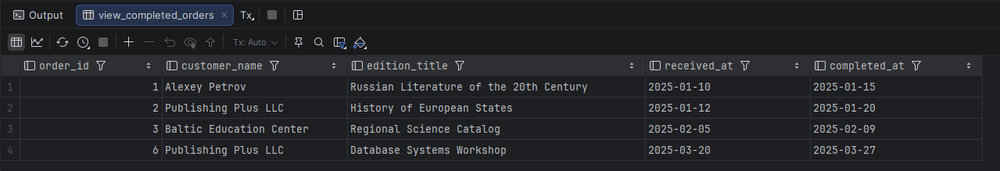 Output view_completed_orders × Tx
Tx: Auto
order_id customer_name edition_title received_at completed_at
1 1 Alexey Petrov Russian Literature of the 20th Century 2025-01-10 2025-01-15
2 2 Publishing Plus LLC History of European States 2025-01-12 2025-01-20
3 3 Baltic Education Center Regional Science Catalog 2025-02-05 2025-02-09
4 6 Publishing Plus LLC Database Systems Workshop 2025-03-20 2025-03-27